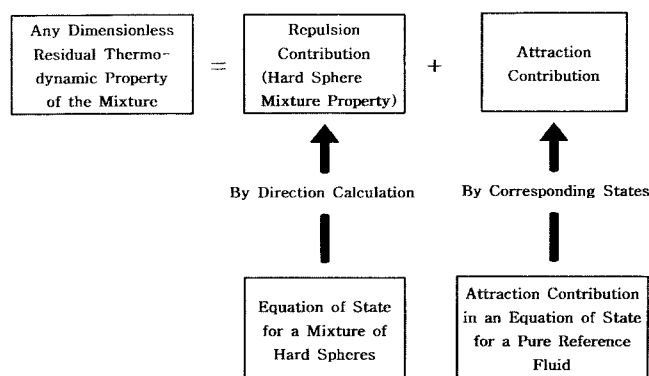 Any Dimensionless
Residual Thermo-
dynamic Property
of the Mixture
=
Repulsion
Contribution
(Hard Sphere
Mixture Property)
+
Attraction
Contribution
By Direction Calculation
By Corresponding States
Equation of State
for a Mixture of
Hard Spheres
Attraction Contribution
in an Equation of State
for a Pure Reference
Fluid